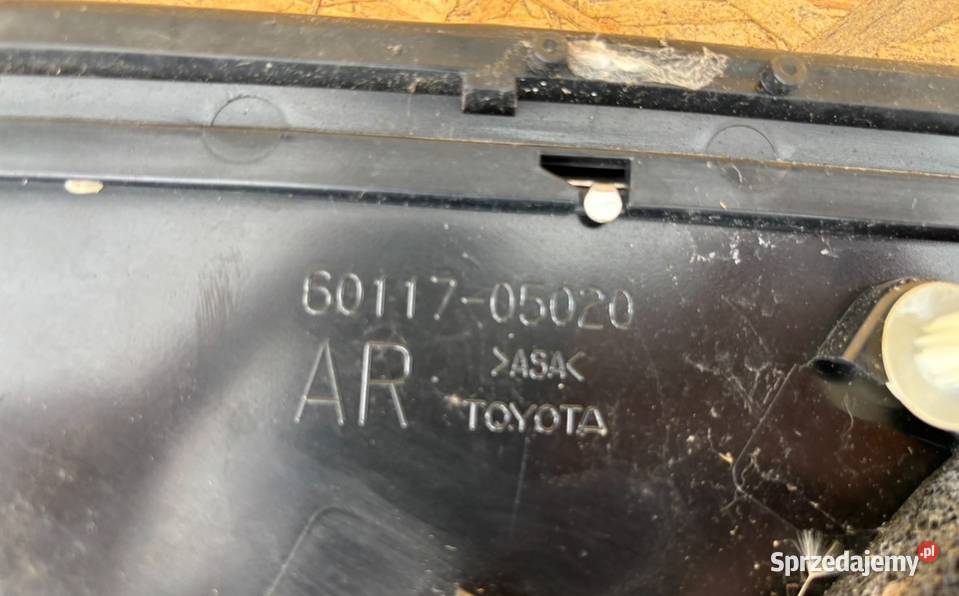 60117-05020
AR >ASA<
TOYOTA
Sprzedajemy.pl